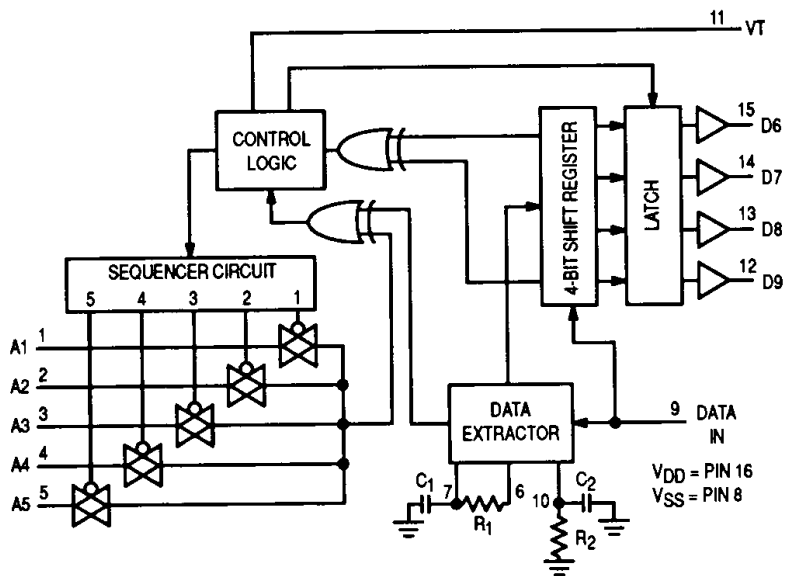 11 VT
CONTROL LOGIC
4-BIT SHIFT REGISTER
LATCH
15 D6
14 D7
13 D8
12 D9
SEQUENCER CIRCUIT
5 4 3 2 1
A1 1
A2 2
A3 3
A4 4
A5 5
DATA EXTRACTOR
9 DATA IN
C1 7 R1 6 10 C2 R2
VDD = PIN 16
VSS = PIN 8